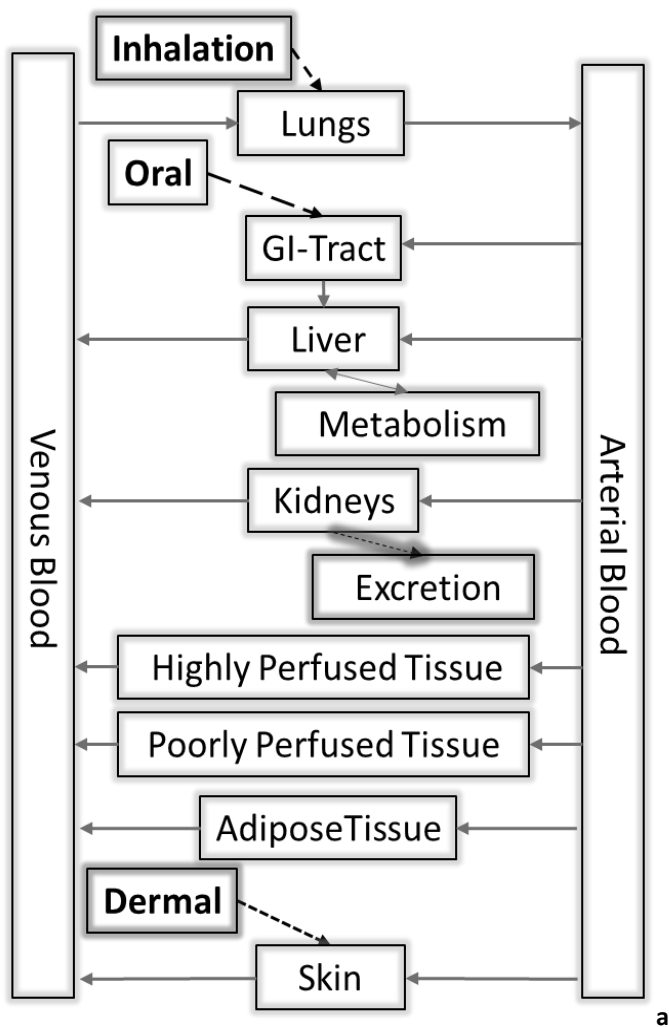 Inhalation
Lungs
Oral
GI-Tract
Liver
Metabolism
Venous Blood
Arterial Blood
Kidneys
Excretion
Highly Perfused Tissue
Poorly Perfused Tissue
AdiposeTissue
Dermal
Skin
a